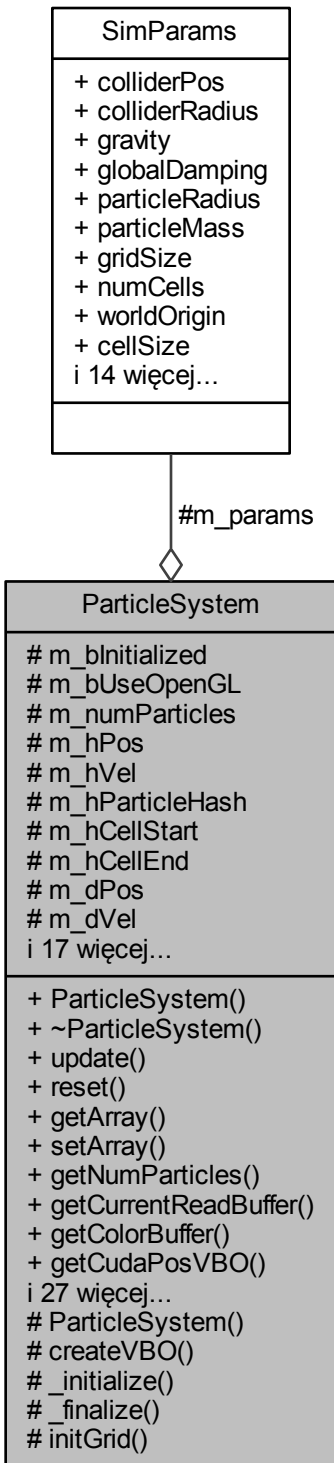 SimParams
+ colliderPos
+ colliderRadius
+ gravity
+ globalDamping
+ particleRadius
+ particleMass
+ gridSize
+ numCells
+ worldOrigin
+ cellSize
i 14 więcej...
#m_params
ParticleSystem
# m_bInitialized
# m_bUseOpenGL
# m_numParticles
# m_hPos
# m_hVel
# m_hParticleHash
# m_hCellStart
# m_hCellEnd
# m_dPos
# m_dVel
i 17 więcej...
+ ParticleSystem()
+ ~ParticleSystem()
+ update()
+ reset()
+ getArray()
+ setArray()
+ getNumParticles()
+ getCurrentReadBuffer()
+ getColorBuffer()
+ getCudaPosVBO()
i 27 więcej...
# ParticleSystem()
# createVBO()
# _initialize()
# _finalize()
# initGrid()